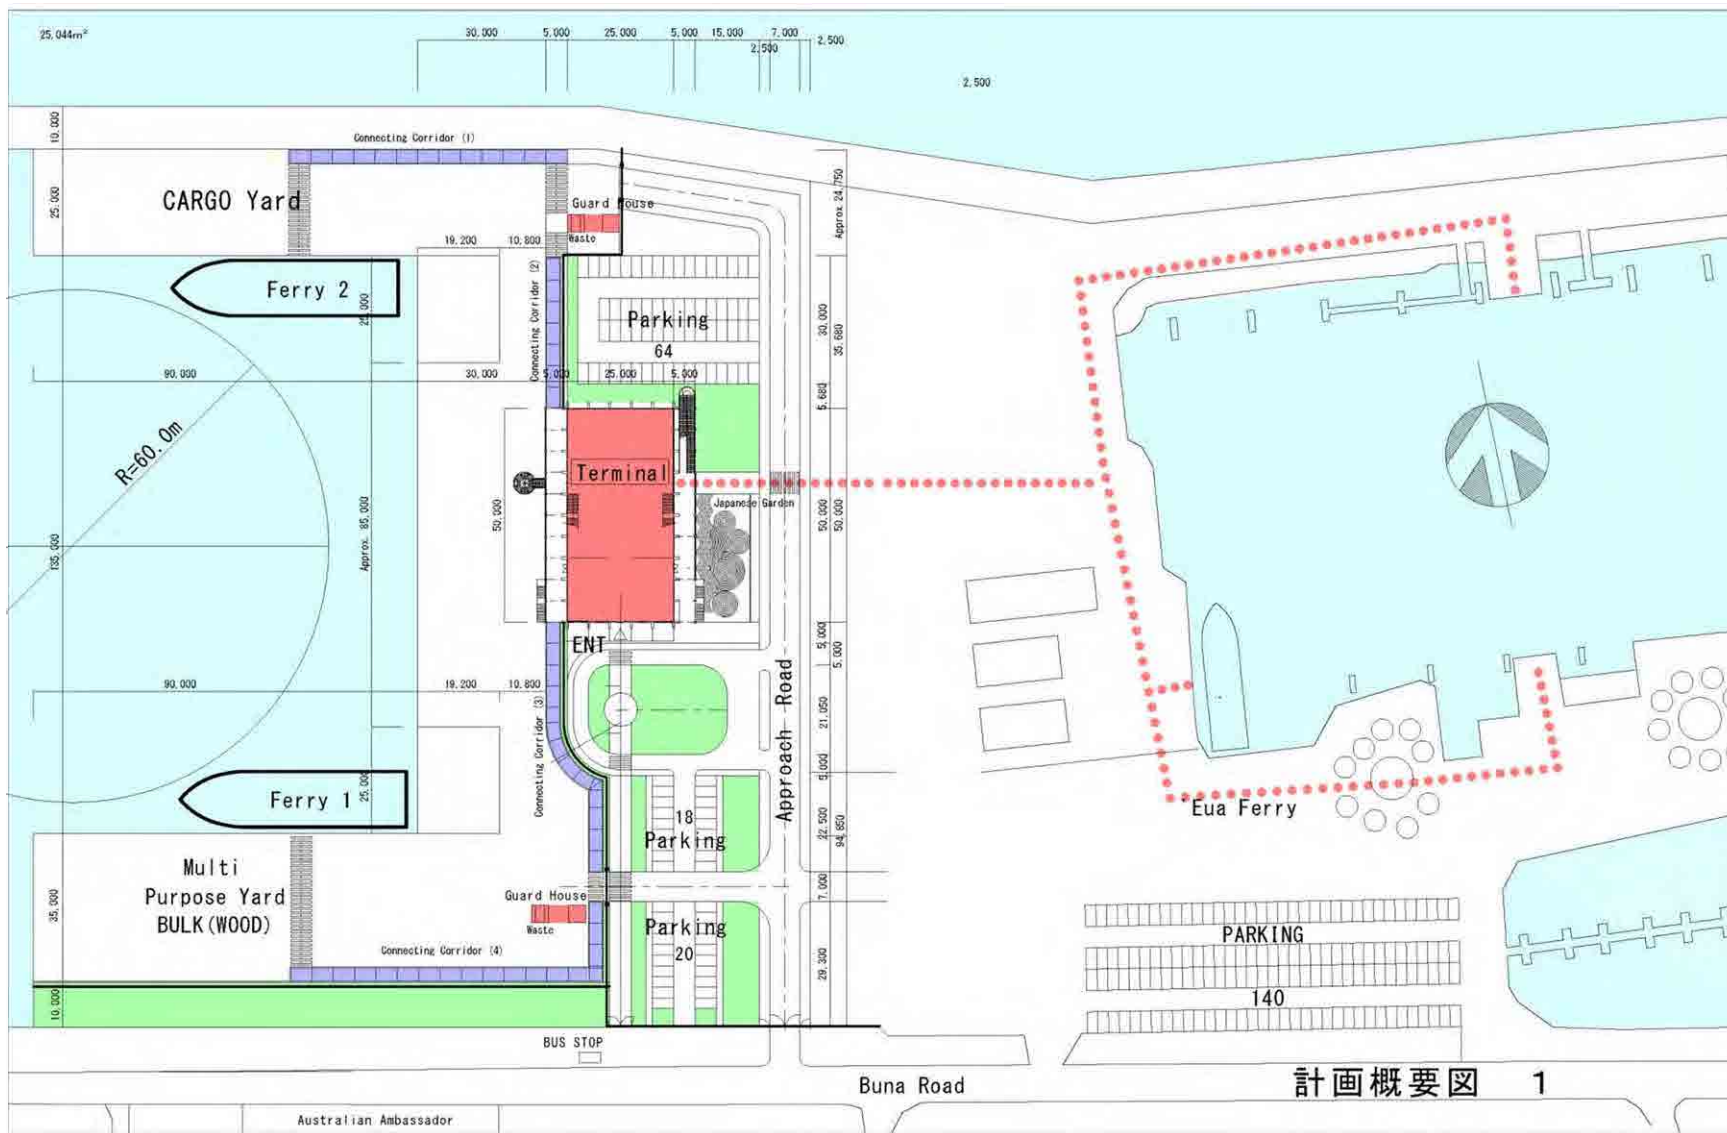 25,044m²
30,000 5,000 25,000 5,000 15,000 7,000 2,500
2,500
2,500
10,000
Connecting Corridor (1)
CARGO Yard
25,000
Guard House
Waste
Approx. 24,750
19,200 10,800
Connecting Corridor (2)
Ferry 2
25,000
Parking
64
30,000
35,680
90,000 30,000 5,000 25,000 5,000
5,680
R=60.0m
Terminal
Japanese Garden
50,000
50,000
50,000
135,000
Approx. 85,000
ENT
5,000
5,000
90,000 19,200 10,800
Connecting Corridor (3)
Approach Road
21,050
Ferry 1
25,000
5,000
'Eua Ferry
18
Parking
22,500
94,850
Multi
Purpose Yard
BULK(WOOD)
35,000
7,000
Guard House
Waste
Parking
20
PARKING
140
Connecting Corridor (4)
29,300
10,000
BUS STOP
Buna Road
計画概要図 1
Australian Ambassador